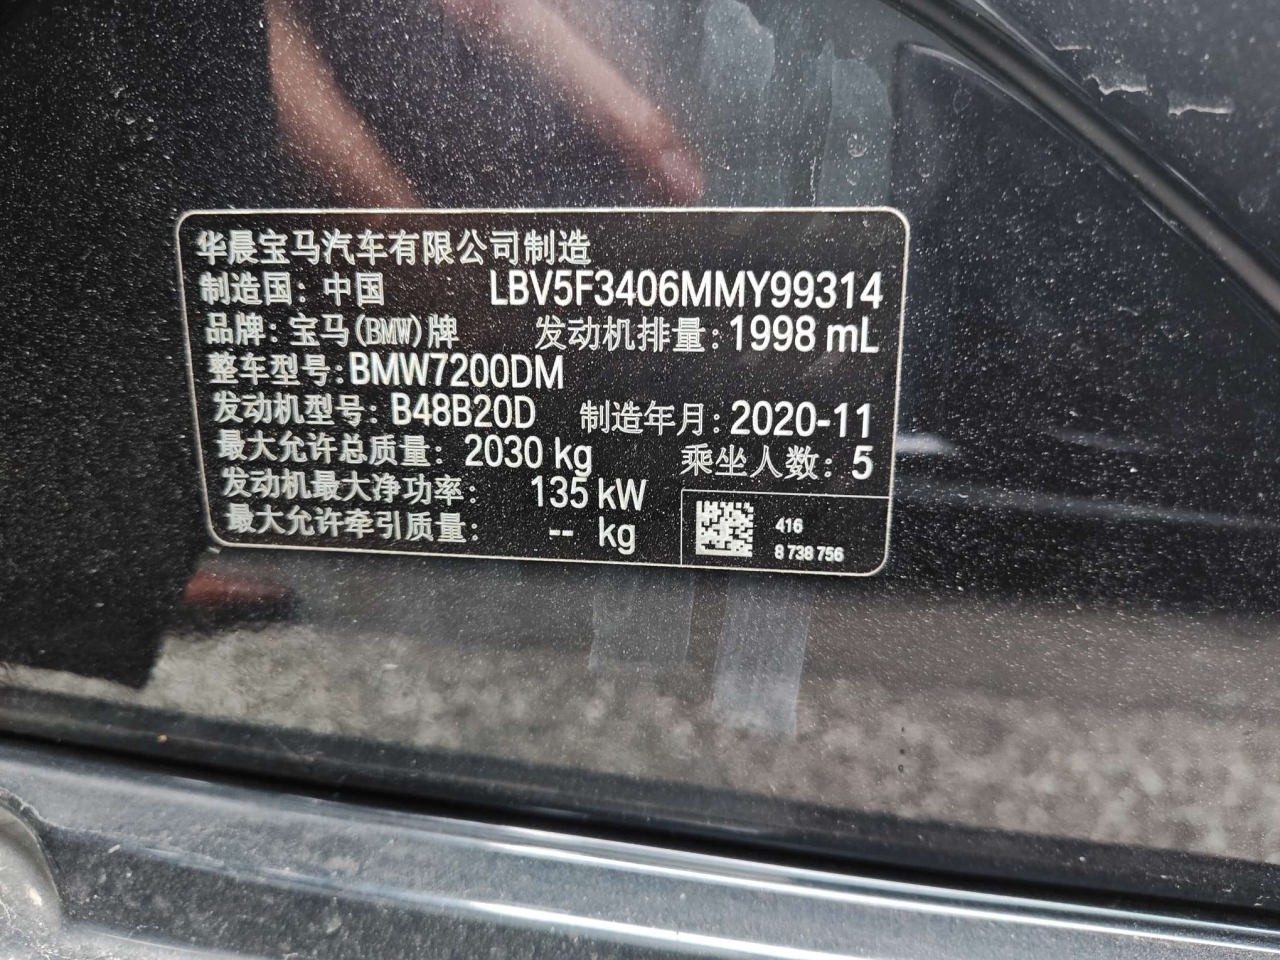 华晨宝马汽车有限公司制造
制造国：中国 LBV5F3406MMY99314
品牌：宝马(BMW)牌 发动机排量：1998 mL
整车型号：BMW7200DM
发动机型号：B48B20D 制造年月：2020-11
最大允许总质量：2030 kg 乘坐人数：5
发动机最大净功率：135 kW
最大允许牵引质量：-- kg
416
8 738 756